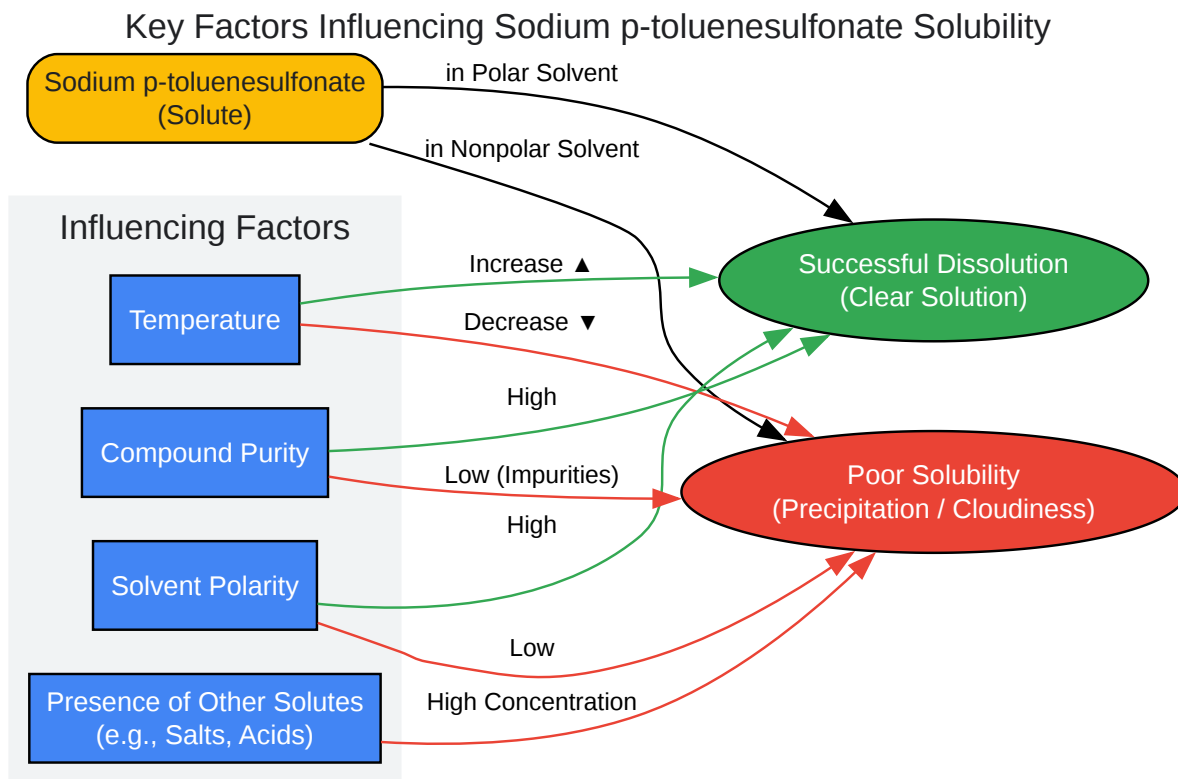 Key Factors Influencing Sodium p-toluenesulfonate Solubility
Sodium p-toluenesulfonate
(Solute)
in Polar Solvent
in Nonpolar Solvent
Influencing Factors
Temperature
Increase ▲
Decrease ▼
Successful Dissolution
(Clear Solution)
Compound Purity
High
Low (Impurities)
Poor Solubility
(Precipitation / Cloudiness)
Solvent Polarity
High
Low
Presence of Other Solutes
(e.g., Salts, Acids)
High Concentration